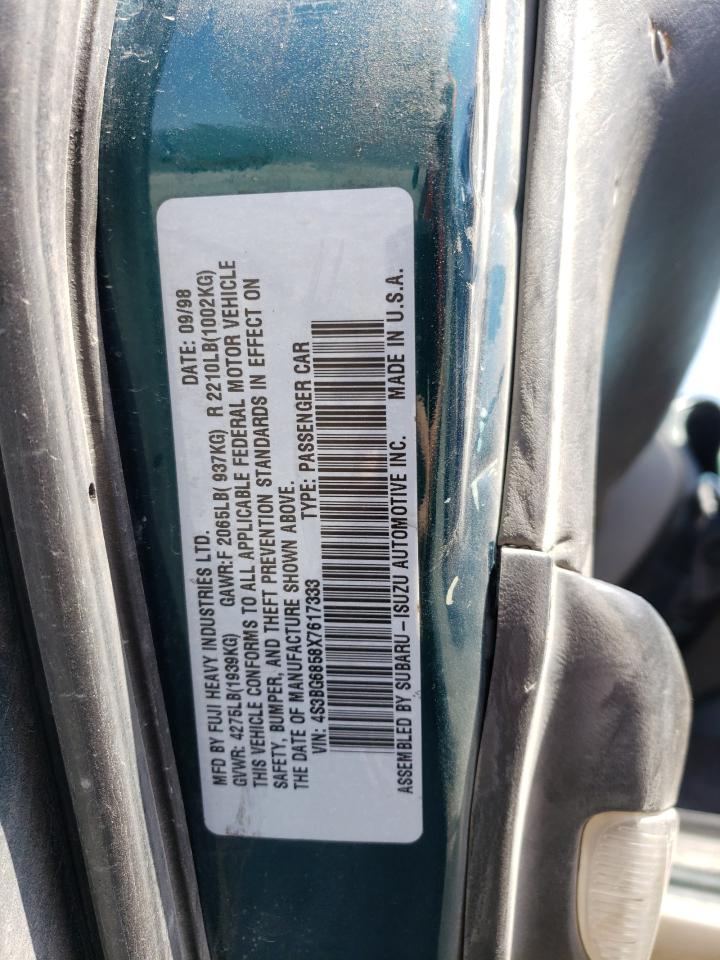 MFD BY FUJI HEAVY INDUSTRIES LTD. DATE: 09/98
GVWR: 4275LB(1939KG) GAWR: F 2065LB( 937KG) R 2210LB(1002KG)
THIS VEHICLE CONFORMS TO ALL APPLICABLE FEDERAL MOTOR VEHICLE
SAFETY, BUMPER, AND THEFT PREVENTION STANDARDS IN EFFECT ON
THE DATE OF MANUFACTURE SHOWN ABOVE.
VIN: 4S3BG6858X7617333 TYPE: PASSENGER CAR
ASSEMBLED BY SUBARU-ISUZU AUTOMOTIVE INC. MADE IN U.S.A.